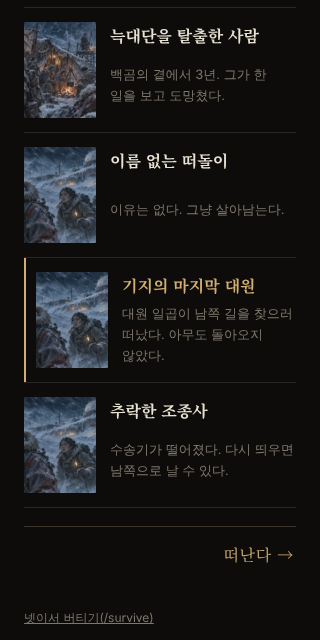 늑대단을 탈출한 사람
백곰의 곁에서 3년. 그가 한
일을 보고 도망쳤다.
이름 없는 떠돌이
이유는 없다. 그냥 살아남는다.
기지의 마지막 대원
대원 일곱이 남쪽 길을 찾으러
떠났다. 아무도 돌아오지
않았다.
추락한 조종사
수송기가 떨어졌다. 다시 띄우면
남쪽으로 날 수 있다.
떠난다 →
넷이서 버티기(/survive)